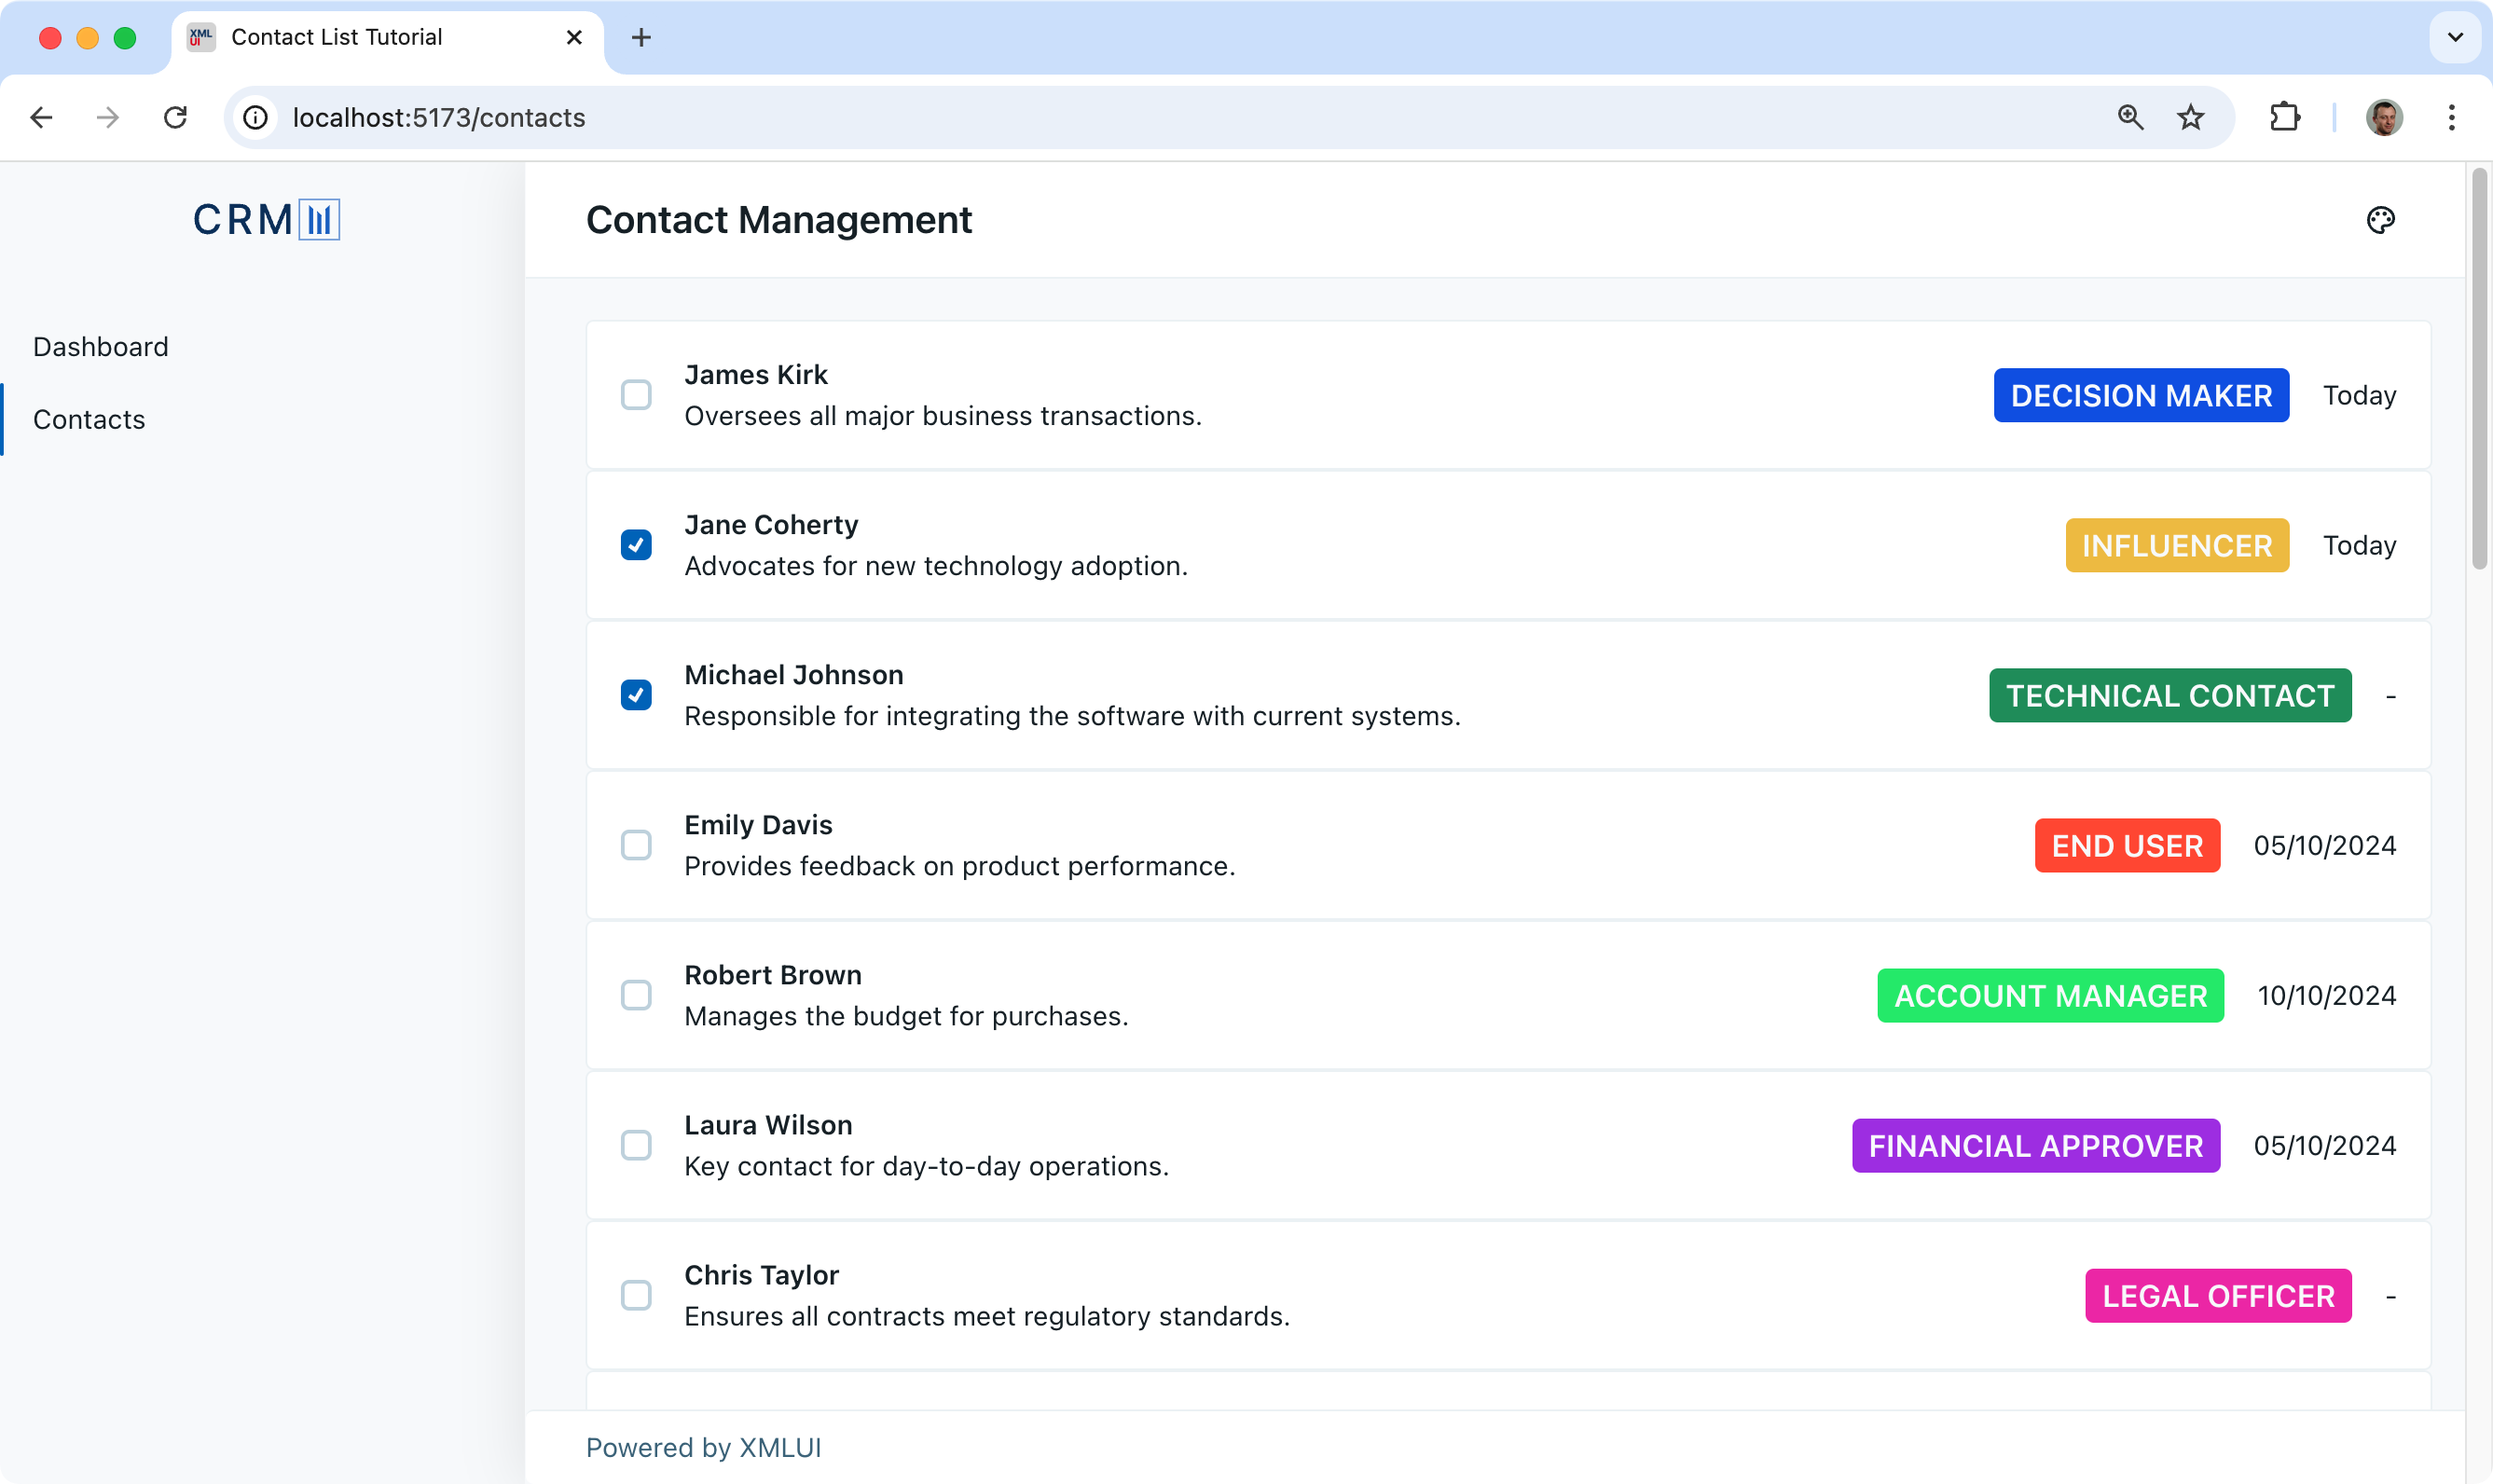 XML
UI
Contact List Tutorial
localhost:5173/contacts
CRM
Contact Management
Dashboard
Contacts
James Kirk
Oversees all major business transactions.
DECISION MAKER
Today
Jane Coherty
Advocates for new technology adoption.
INFLUENCER
Today
Michael Johnson
Responsible for integrating the software with current systems.
TECHNICAL CONTACT
-
Emily Davis
Provides feedback on product performance.
END USER
05/10/2024
Robert Brown
Manages the budget for purchases.
ACCOUNT MANAGER
10/10/2024
Laura Wilson
Key contact for day-to-day operations.
FINANCIAL APPROVER
05/10/2024
Chris Taylor
Ensures all contracts meet regulatory standards.
LEGAL OFFICER
-
Powered by XMLUI